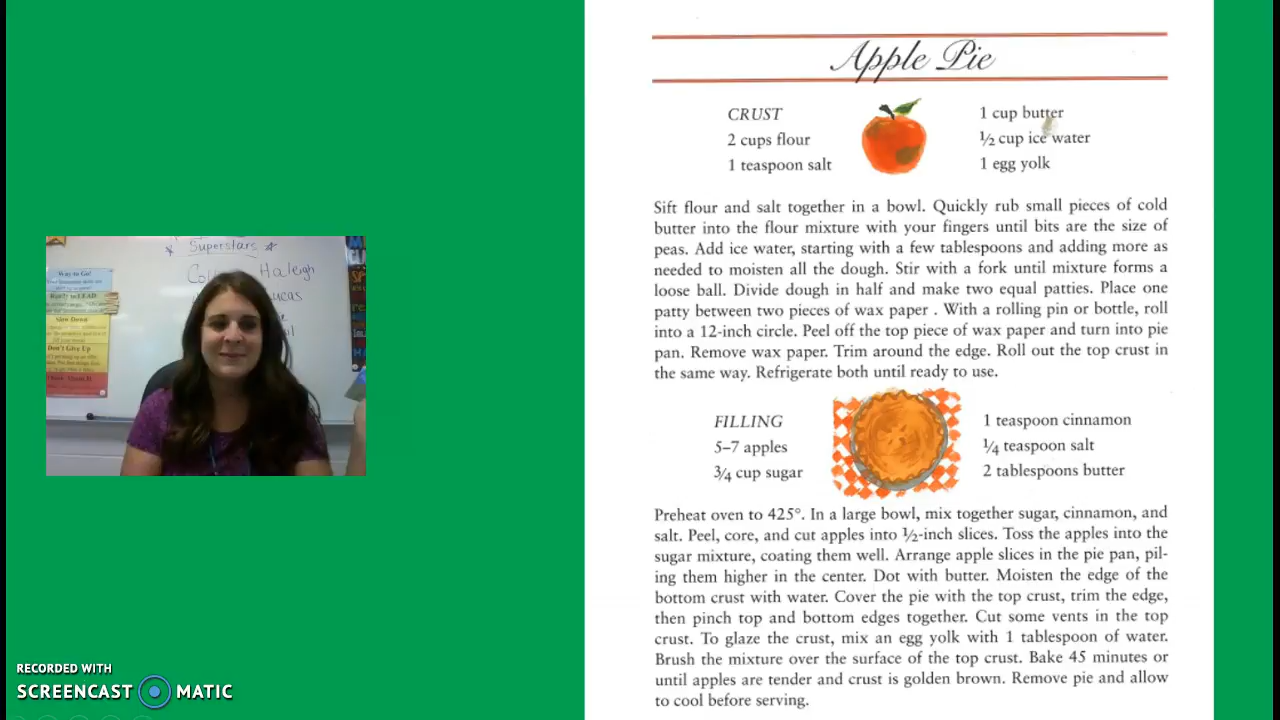 Apple Pie
CRUST
2 cups flour
1 teaspoon salt
1 cup butter
½ cup ice water
1 egg yolk
Sift flour and salt together in a bowl. Quickly rub small pieces of cold
butter into the flour mixture with your fingers until bits are the size of
peas. Add ice water, starting with a few tablespoons and adding more as
needed to moisten all the dough. Stir with a fork until mixture forms a
loose ball. Divide dough in half and make two equal patties. Place one
patty between two pieces of wax paper . With a rolling pin or bottle, roll
into a 12-inch circle. Peel off the top piece of wax paper and turn into pie
pan. Remove wax paper. Trim around the edge. Roll out the top crust in
the same way. Refrigerate both until ready to use.
FILLING
5–7 apples
¾ cup sugar
1 teaspoon cinnamon
¼ teaspoon salt
2 tablespoons butter
Preheat oven to 425°. In a large bowl, mix together sugar, cinnamon, and
salt. Peel, core, and cut apples into ½-inch slices. Toss the apples into the
sugar mixture, coating them well. Arrange apple slices in the pie pan, pil-
ing them higher in the center. Dot with butter. Moisten the edge of the
bottom crust with water. Cover the pie with the top crust, trim the edge,
then pinch top and bottom edges together. Cut some vents in the top
crust. To glaze the crust, mix an egg yolk with 1 tablespoon of water.
Brush the mixture over the surface of the top crust. Bake 45 minutes or
until apples are tender and crust is golden brown. Remove pie and allow
to cool before serving.
Superstars
Haleigh
Way to Go!
Ready to LEAD
Slow Down
Don't Give Up
RECORDED WITH
SCREENCAST MATIC